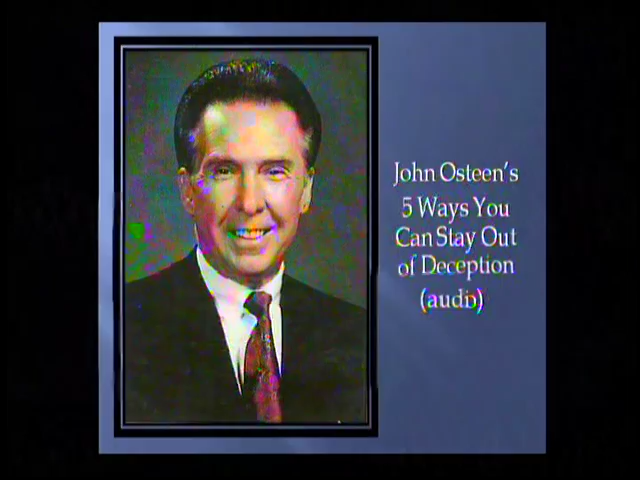 John Osteen's
5 Ways You
Can Stay Out
of Deception
(audio)